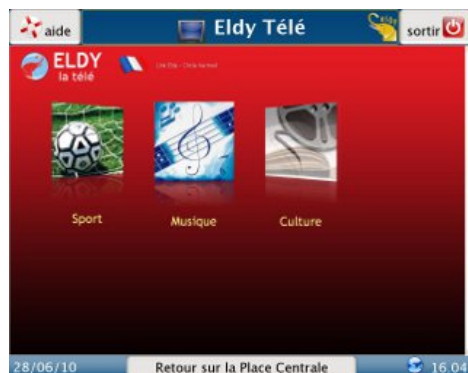 aide
Eldy Télé
eldy
sortir
ELDY
la télé
Sport
Musique
Culture
28/06/10
Retour sur la Place Centrale
16.04